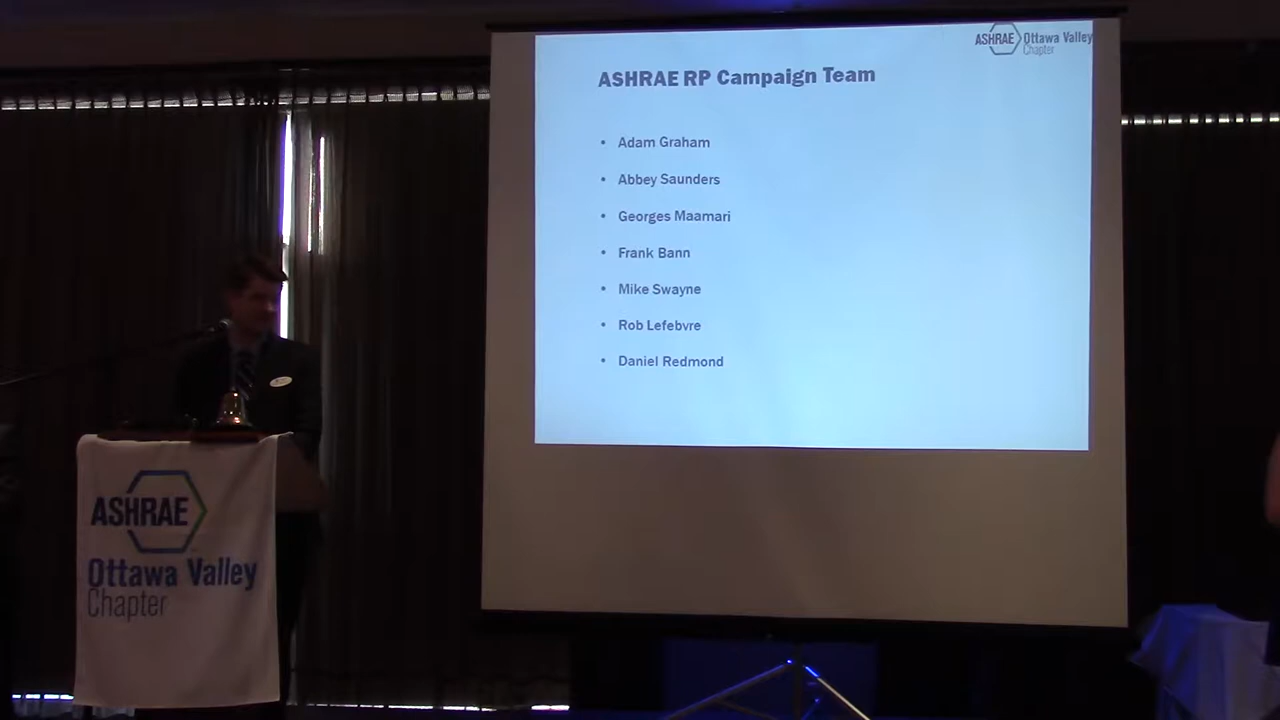 ASHRAE Ottawa Valley
Chapter
ASHRAE RP Campaign Team
• Adam Graham
• Abbey Saunders
• Georges Maamari
• Frank Bann
• Mike Swayne
• Rob Lefebvre
• Daniel Redmond
ASHRAE
Ottawa Valley
Chapter